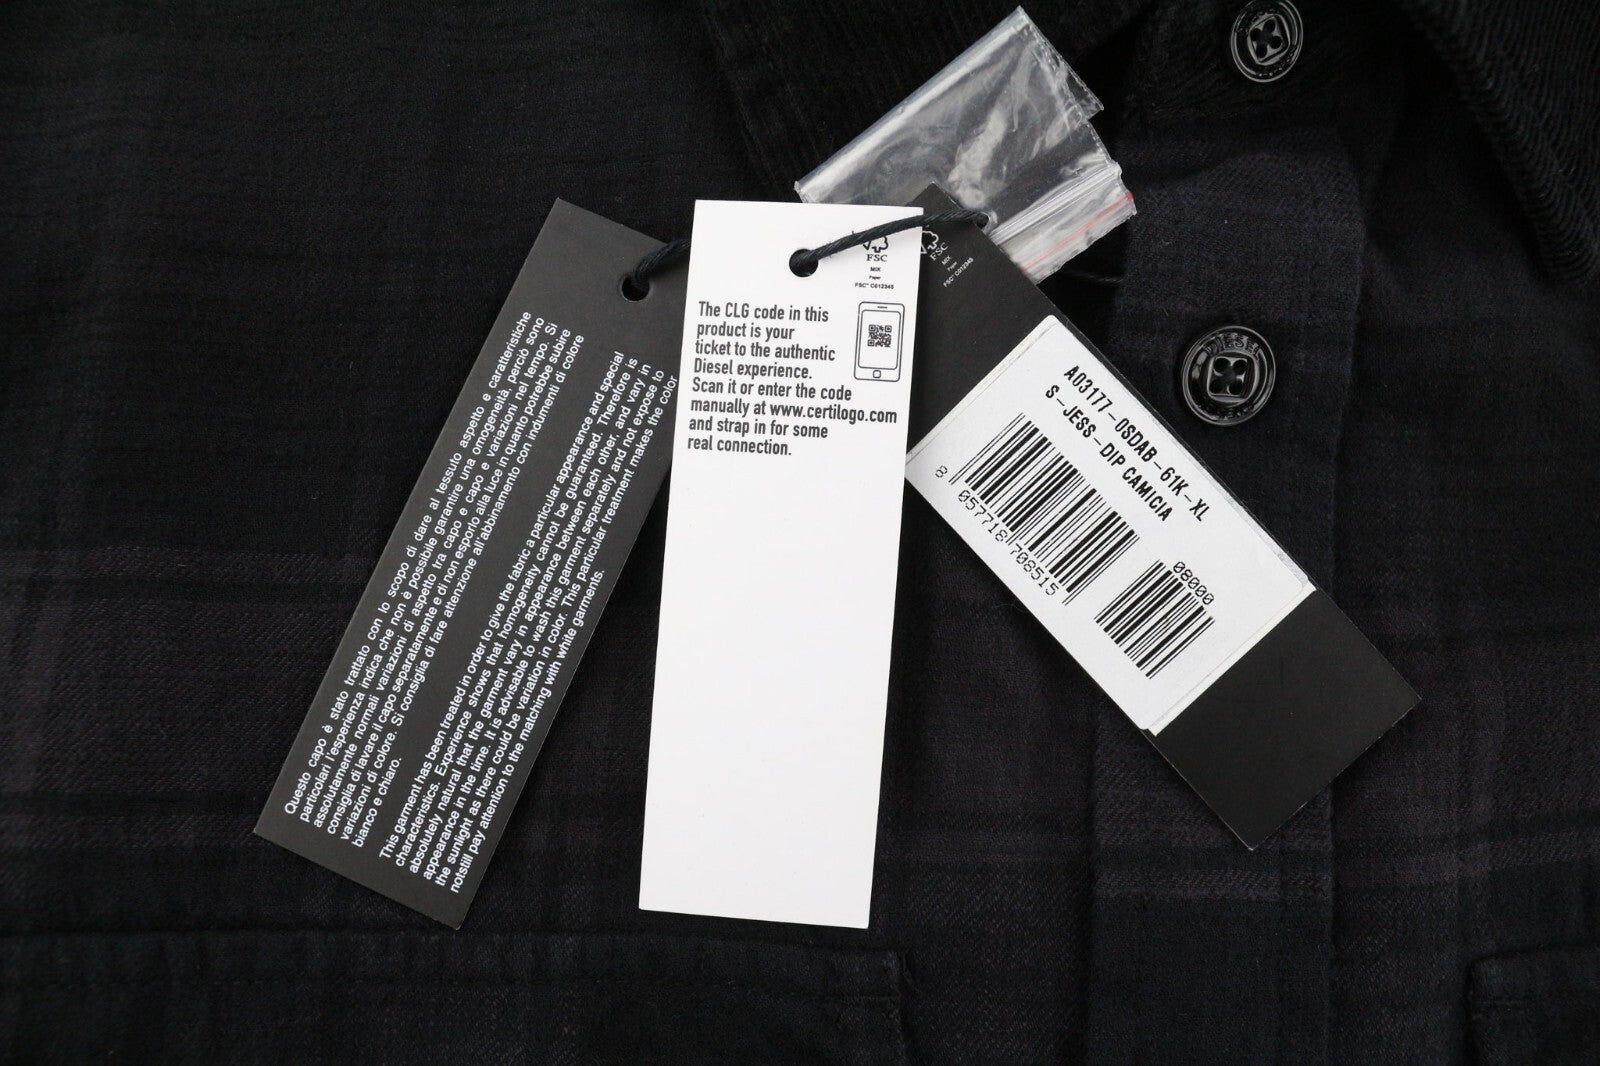 Questo capo è stato trattato con lo scopo di dare al tessuto aspetto e caratteristiche
particolari l'esperienza indica che non è possibile garantire una omogeneità, perciò sono
assolutamente normali variazioni di aspetto tra capo e capo e variazioni nel tempo. Si
consiglia di lavare il capo separatamente e di non esporlo alla luce in quanto potrebbe subire
variazioni di colore. Si consiglia di fare attenzione all'abbinamento con indumenti di colore
bianco e chiaro.
This garment has been treated in order to give the fabric a particular appearance and special
characteristics. Experience shows that homogeneity cannot be guaranteed. Therefore is
absolutely natural that the garment vary in appearance between each other, and vary in
appearance in the time. It is advisable to wash this garment separately and not expose to
the sunlight as there could be variation in color. This particular treatment makes the color
notstill pay attention to the matching with white garments.
FSC
MIX
Paper
FSC® C012345
The CLG code in this
product is your
ticket to the authentic
Diesel experience.
Scan it or enter the code
manually at www.certilogo.com
and strap in for some
real connection.
FSC
MIX
Paper
FSC® C012345
A03177-0SDAB-61K-XL
S-JESS-DIP CAMICIA
8 057718 708515
08000
DIESEL